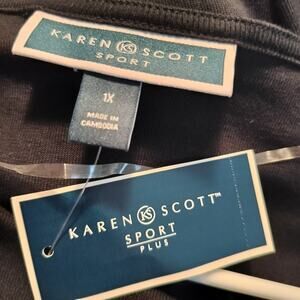 KAREN KS SCOTT
SPORT
1X
MADE IN
CAMBODIA
KAREN KS SCOTT™
SPORT
PLUS